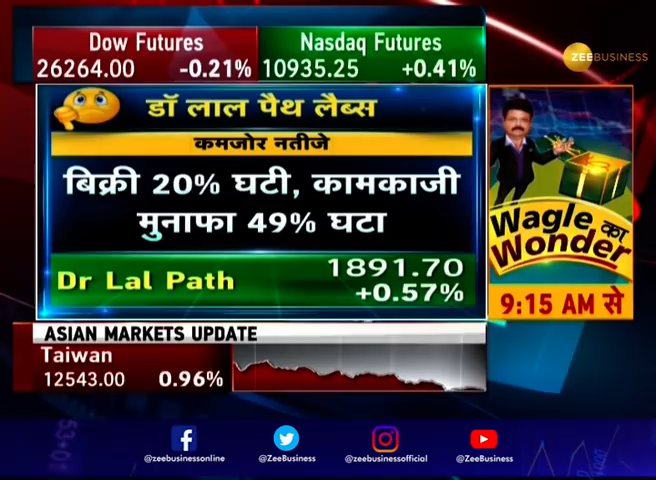 Dow Futures
26264.00 -0.21%
Nasdaq Futures
10935.25 +0.41%
ZEEBUSINESS
डॉ लाल पैथ लैब्स
कमजोर नतीजे
बिक्री 20% घटी, कामकाजी
मुनाफा 49% घटा
Dr Lal Path
1891.70
+0.57%
Wagle का
Wonder
9:15 AM से
ASIAN MARKETS UPDATE
Taiwan
12543.00 0.96%
@zeebusinessonline
@ZeeBusiness
@zeebusinessofficial
@ZeeBusiness